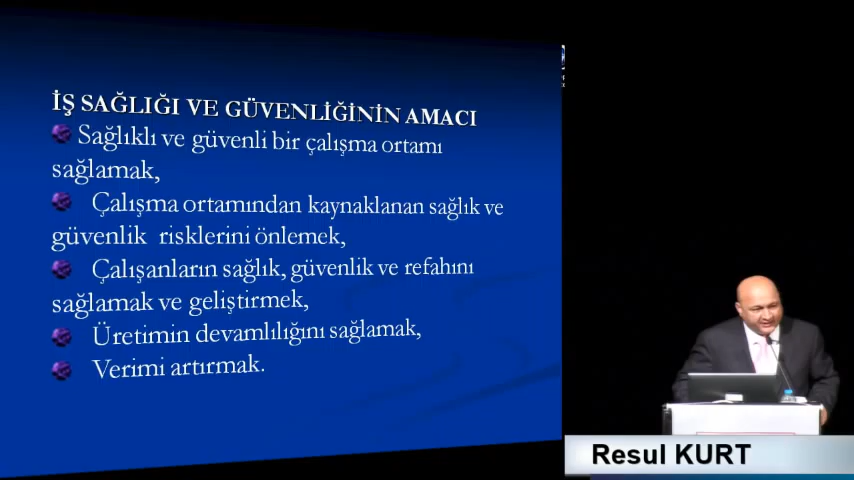 İŞ SAĞLIĞI VE GÜVENLİĞİNİN AMACI
Sağlıklı ve güvenli bir çalışma ortamı
sağlamak,
Çalışma ortamından kaynaklanan sağlık ve
güvenlik risklerini önlemek,
Çalışanların sağlık, güvenlik ve refahını
sağlamak ve geliştirmek,
Üretimin devamlılığını sağlamak,
Verimi artırmak.
Resul KURT